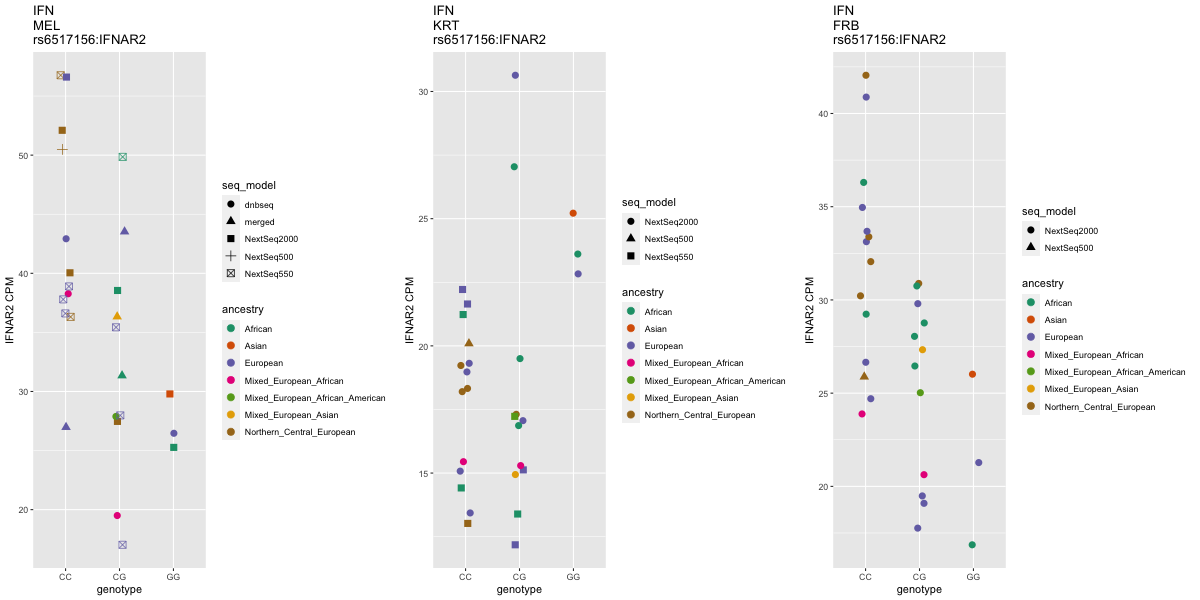 IFN
MEL
rs6517156:IFNAR2
IFNAR2 CPM
50
40
30
20
CC
CG
GG
genotype
seq_model
dnbseq
merged
NextSeq2000
NextSeq500
NextSeq550
ancestry
African
Asian
European
Mixed_European_African
Mixed_European_African_American
Mixed_European_Asian
Northern_Central_European
IFN
KRT
rs6517156:IFNAR2
IFNAR2 CPM
30
25
20
15
CC
CG
GG
genotype
seq_model
NextSeq2000
NextSeq500
NextSeq550
ancestry
African
Asian
European
Mixed_European_African
Mixed_European_African_American
Mixed_European_Asian
Northern_Central_European
IFN
FRB
rs6517156:IFNAR2
IFNAR2 CPM
40
35
30
25
20
CC
CG
GG
genotype
seq_model
NextSeq2000
NextSeq500
ancestry
African
Asian
European
Mixed_European_African
Mixed_European_African_American
Mixed_European_Asian
Northern_Central_European